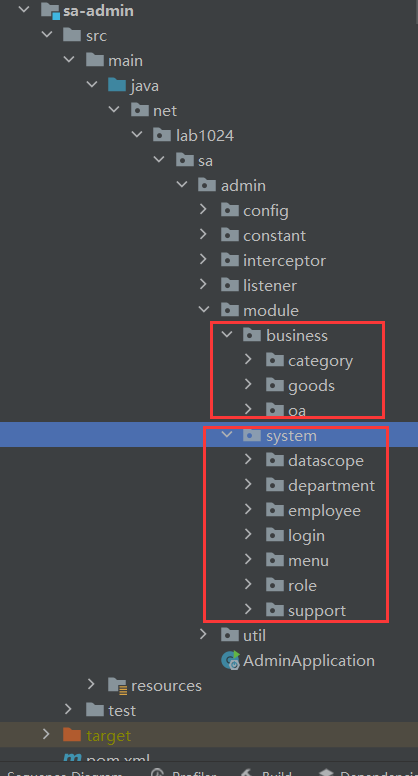 sa-admin
src
main
java
net
lab1024
sa
admin
config
constant
interceptor
listener
module
business
category
goods
oa
system
datascope
department
employee
login
menu
role
support
util
AdminApplication
resources
test
target
pom.xml
Sequence Diagram Profiler Build